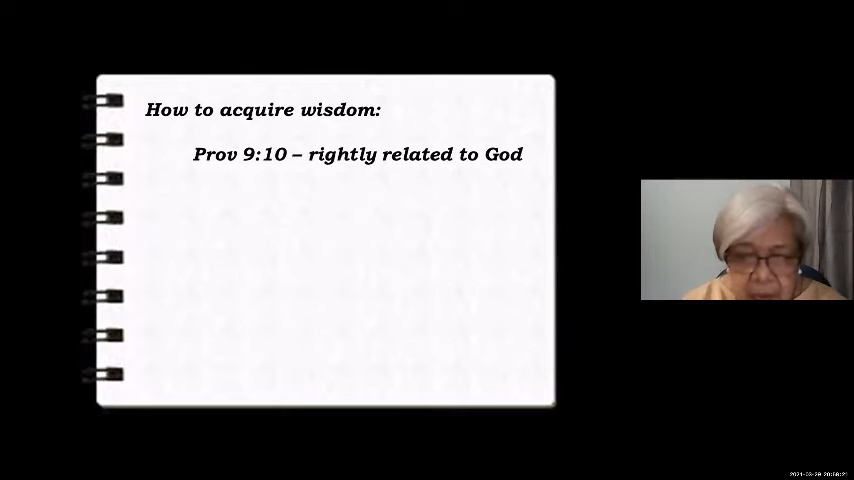 How to acquire wisdom:
Prov 9:10 – rightly related to God